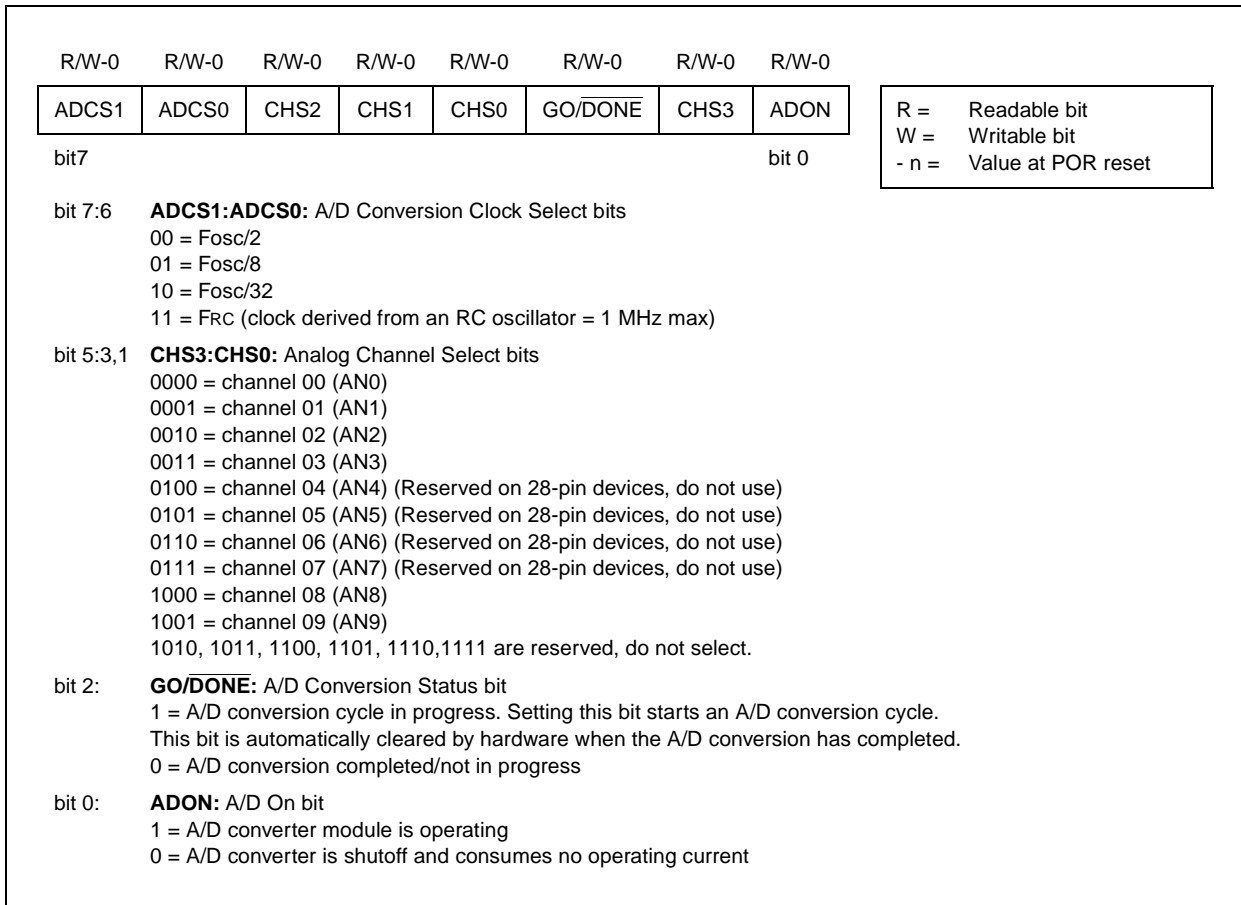 R/W-0 R/W-0 R/W-0 R/W-0 R/W-0 R/W-0 R/W-0 R/W-0
ADCS1 ADCS0 CHS2 CHS1 CHS0 GO/D̅O̅N̅E̅ CHS3 ADON
bit7 bit 0
R = Readable bit
W = Writable bit
- n = Value at POR reset
bit 7:6 ADCS1:ADCS0: A/D Conversion Clock Select bits
00 = Fosc/2
01 = Fosc/8
10 = Fosc/32
11 = FRC (clock derived from an RC oscillator = 1 MHz max)
bit 5:3,1 CHS3:CHS0: Analog Channel Select bits
0000 = channel 00 (AN0)
0001 = channel 01 (AN1)
0010 = channel 02 (AN2)
0011 = channel 03 (AN3)
0100 = channel 04 (AN4) (Reserved on 28-pin devices, do not use)
0101 = channel 05 (AN5) (Reserved on 28-pin devices, do not use)
0110 = channel 06 (AN6) (Reserved on 28-pin devices, do not use)
0111 = channel 07 (AN7) (Reserved on 28-pin devices, do not use)
1000 = channel 08 (AN8)
1001 = channel 09 (AN9)
1010, 1011, 1100, 1101, 1110,1111 are reserved, do not select.
bit 2: GO/D̅O̅N̅E̅: A/D Conversion Status bit
1 = A/D conversion cycle in progress. Setting this bit starts an A/D conversion cycle.
This bit is automatically cleared by hardware when the A/D conversion has completed.
0 = A/D conversion completed/not in progress
bit 0: ADON: A/D On bit
1 = A/D converter module is operating
0 = A/D converter is shutoff and consumes no operating current